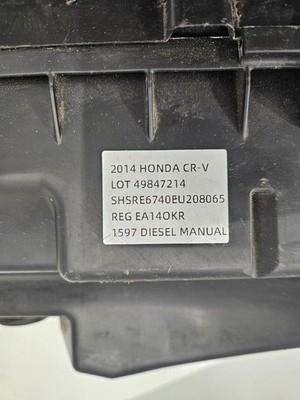 2014 HONDA CR-V
LOT 49847214
SHSRE6740EU208065
REG EA14OKR
1597 DIESEL MANUAL